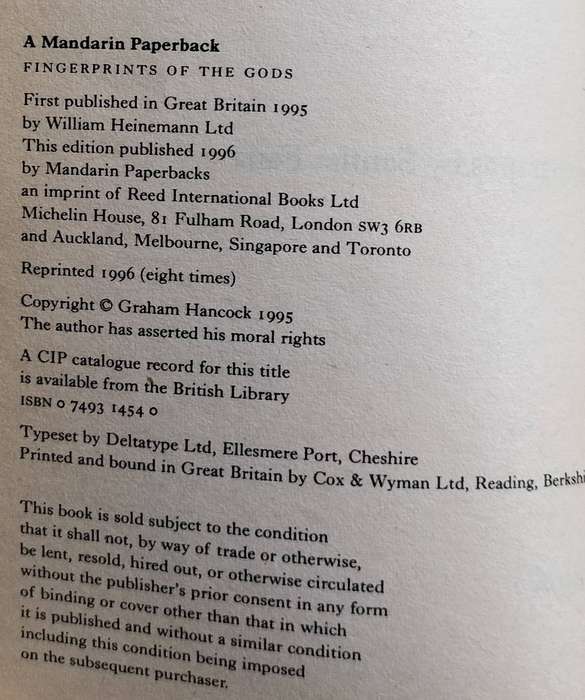 A Mandarin Paperback
FINGERPRINTS OF THE GODS
First published in Great Britain 1995
by William Heinemann Ltd
This edition published 1996
by Mandarin Paperbacks
an imprint of Reed International Books Ltd
Michelin House, 81 Fulham Road, London SW3 6RB
and Auckland, Melbourne, Singapore and Toronto
Reprinted 1996 (eight times)
Copyright © Graham Hancock 1995
The author has asserted his moral rights
A CIP catalogue record for this title
is available from the British Library
ISBN 0 7493 1454 0
Typeset by Deltatype Ltd, Ellesmere Port, Cheshire
Printed and bound in Great Britain by Cox & Wyman Ltd, Reading, Berkshi
This book is sold subject to the condition
that it shall not, by way of trade or otherwise,
be lent, resold, hired out, or otherwise circulated
without the publisher's prior consent in any form
of binding or cover other than that in which
it is published and without a similar condition
including this condition being imposed
on the subsequent purchaser.